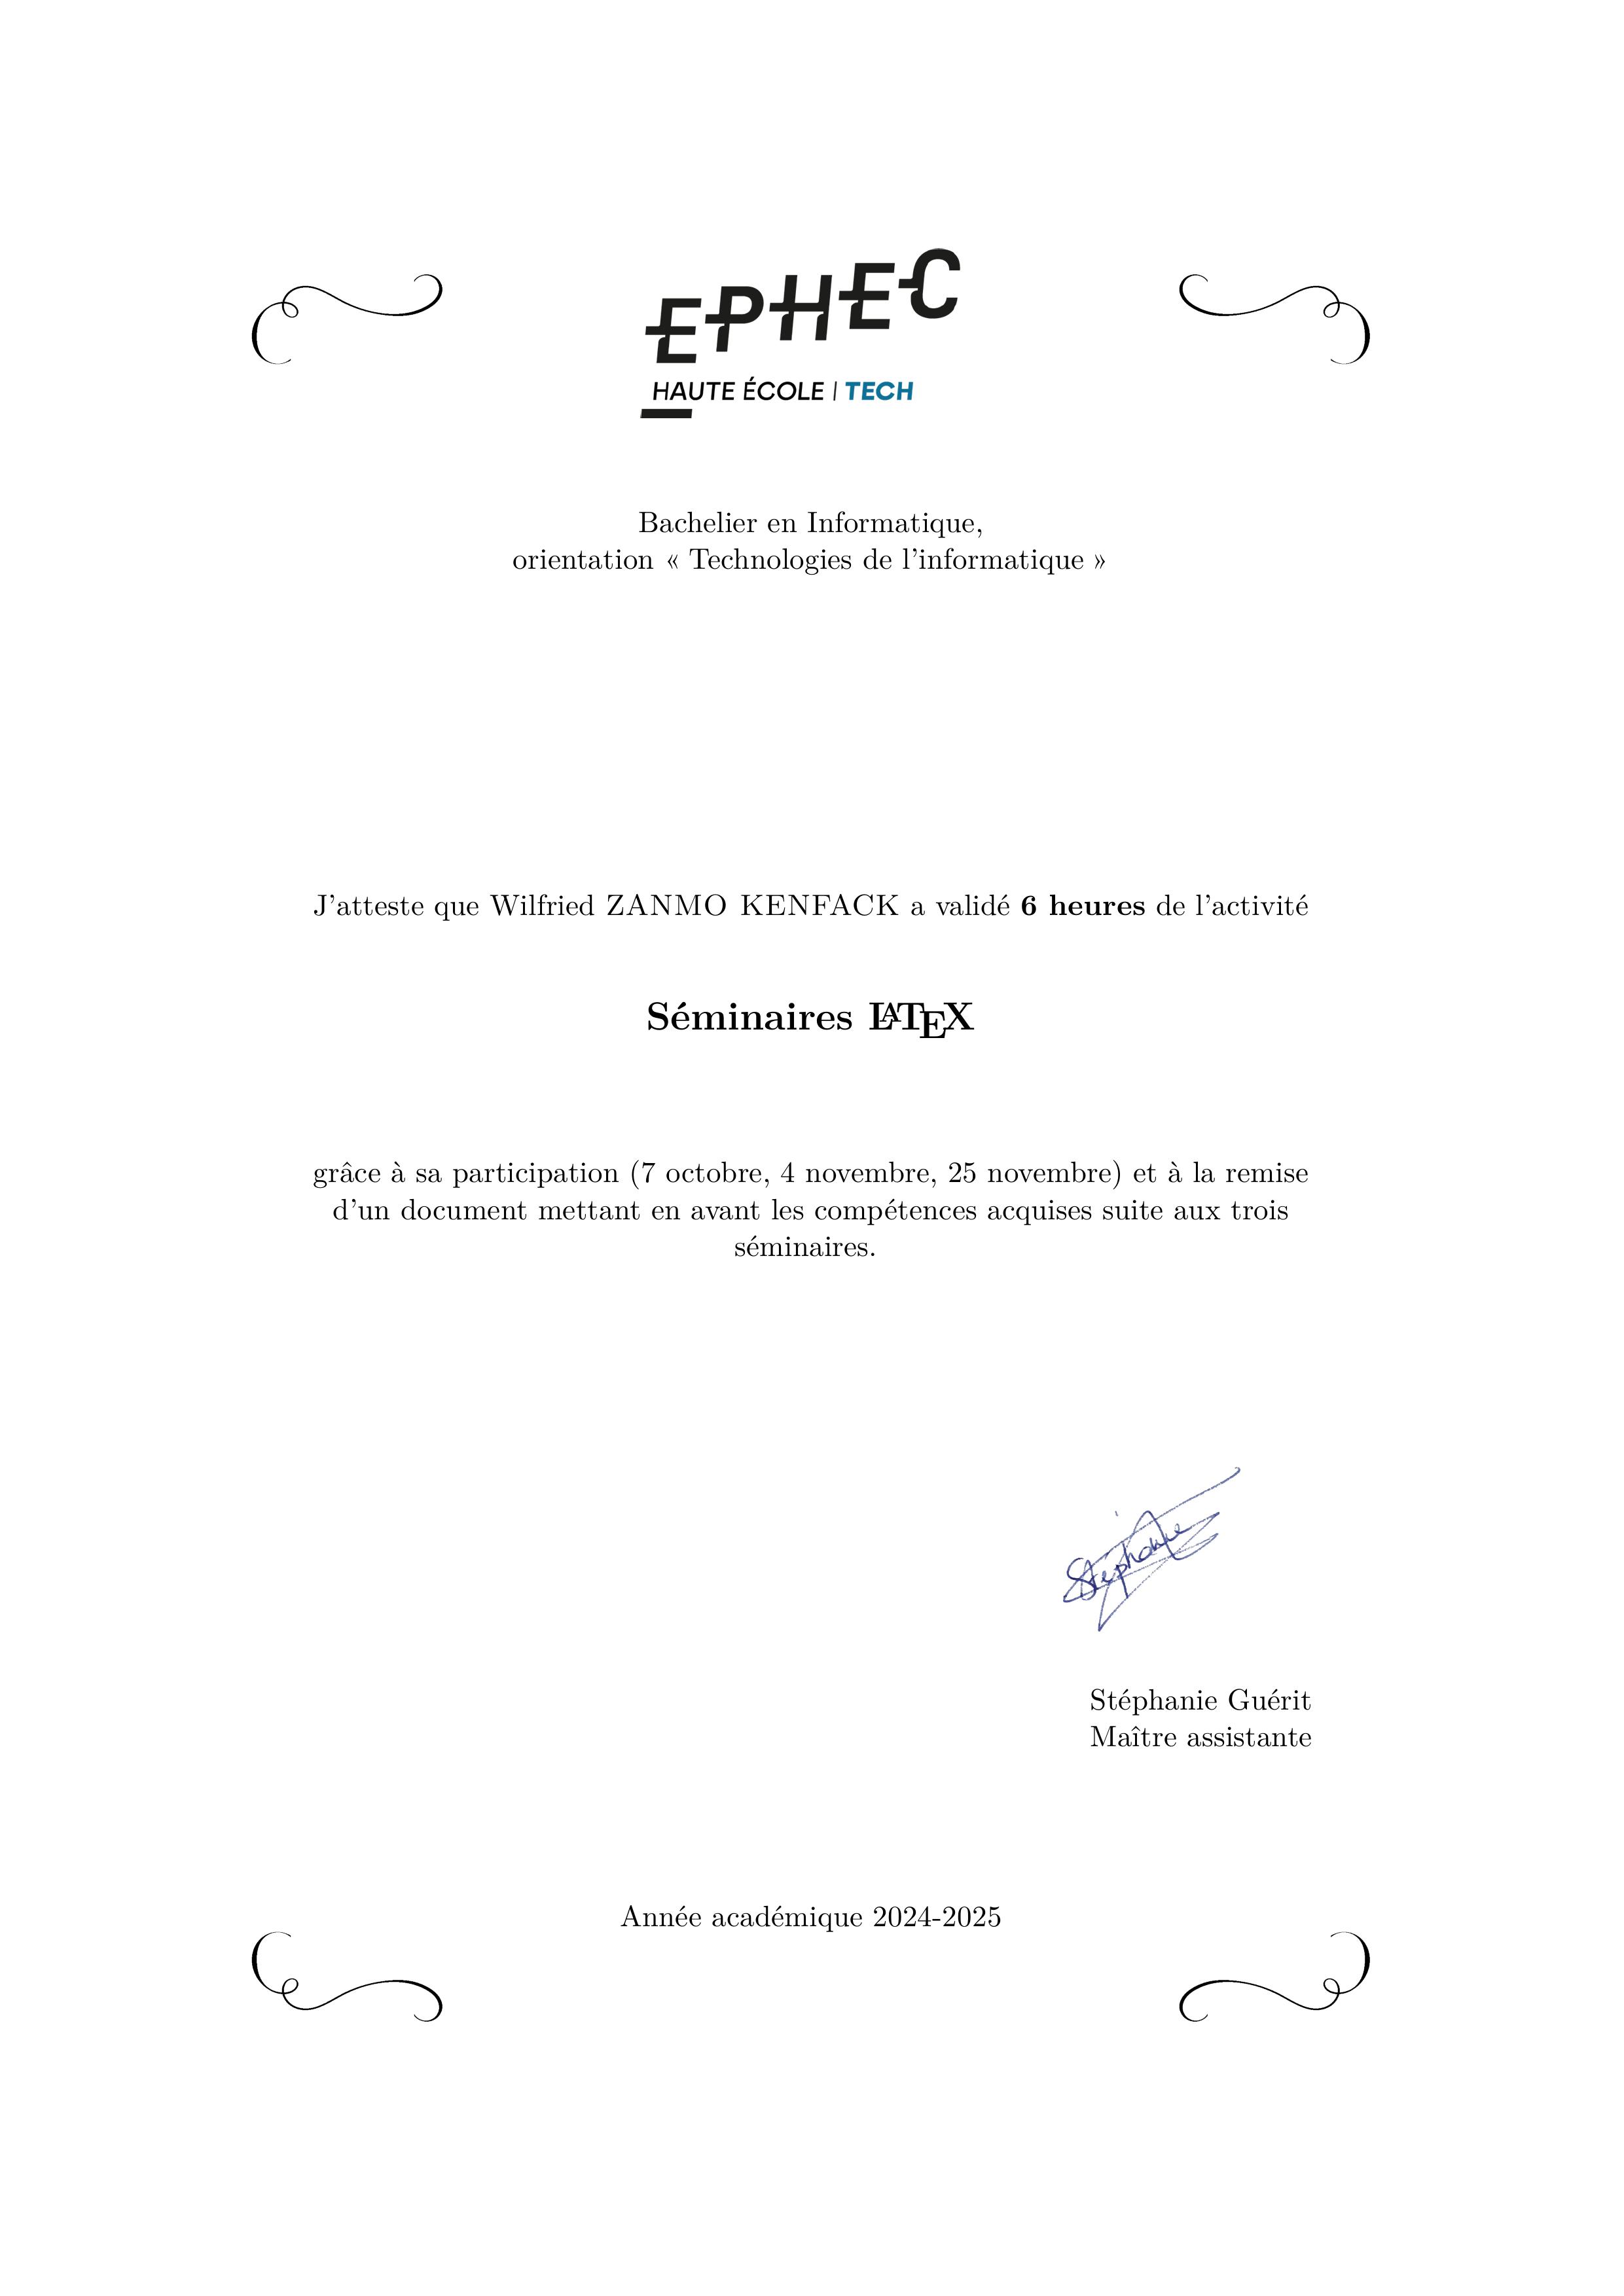 EPHEC
HAUTE ÉCOLE | TECH
Bachelier en Informatique,
orientation « Technologies de l'informatique »
J'atteste que Wilfried ZANMO KENFACK a validé 6 heures de l'activité
Séminaires LATEX
grâce à sa participation (7 octobre, 4 novembre, 25 novembre) et à la remise
d'un document mettant en avant les compétences acquises suite aux trois
séminaires.
Stéphanie
Stéphanie Guérit
Maître assistante
Année académique 2024-2025